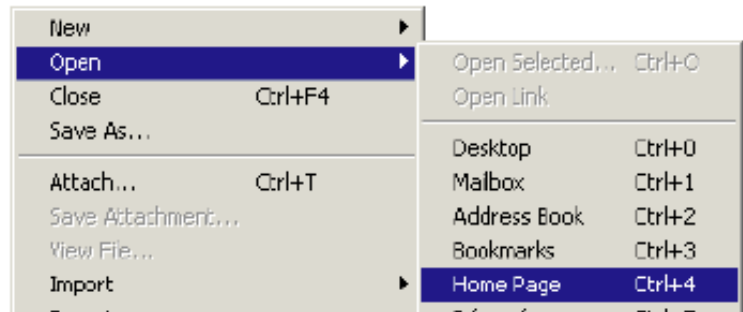 New
Open
Close Ctrl+F4
Save As...
Attach... Ctrl+T
Save Attachment...
View File...
Import
Open Selected... Ctrl+O
Open Link
Desktop Ctrl+0
Mailbox Ctrl+1
Address Book Ctrl+2
Bookmarks Ctrl+3
Home Page Ctrl+4